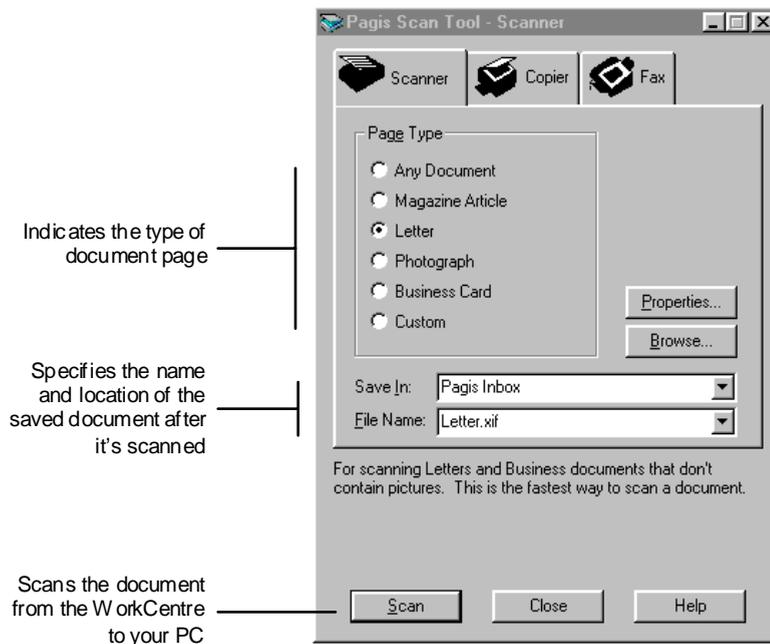 Pagis Scan Tool - Scanner
Scanner
Copier
Fax
Page Type
Any Document
Magazine Article
Letter
Photograph
Business Card
Custom
Properties...
Browse...
Save In:
Pagis Inbox
File Name:
Letter.xif
For scanning Letters and Business documents that don't
contain pictures. This is the fastest way to scan a document.
Scan
Close
Help
Indicates the type of
document page
Specifies the name
and location of the
saved document after
it's scanned
Scans the document
from the WorkCentre
to your PC